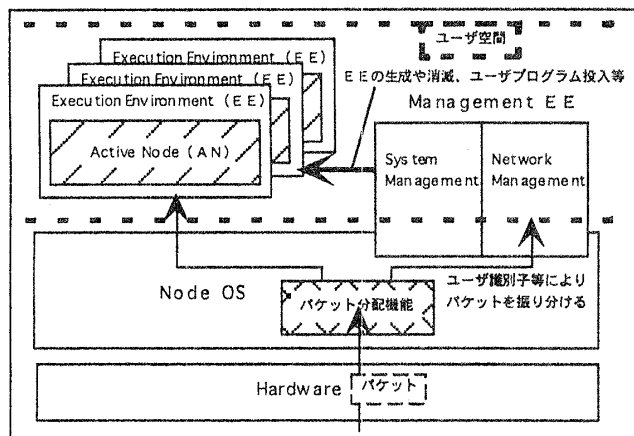 ユーザ空間
Execution Environment (EE)
Execution Environment (EE)
Execution Environment (EE)
Active Node (AN)
EEの生成や消滅、ユーザプログラム投入等
Management EE
System
Management
Network
Management
Node OS
パケット分配機能
ユーザ識別子等により
パケットを振り分ける
Hardware
パケット